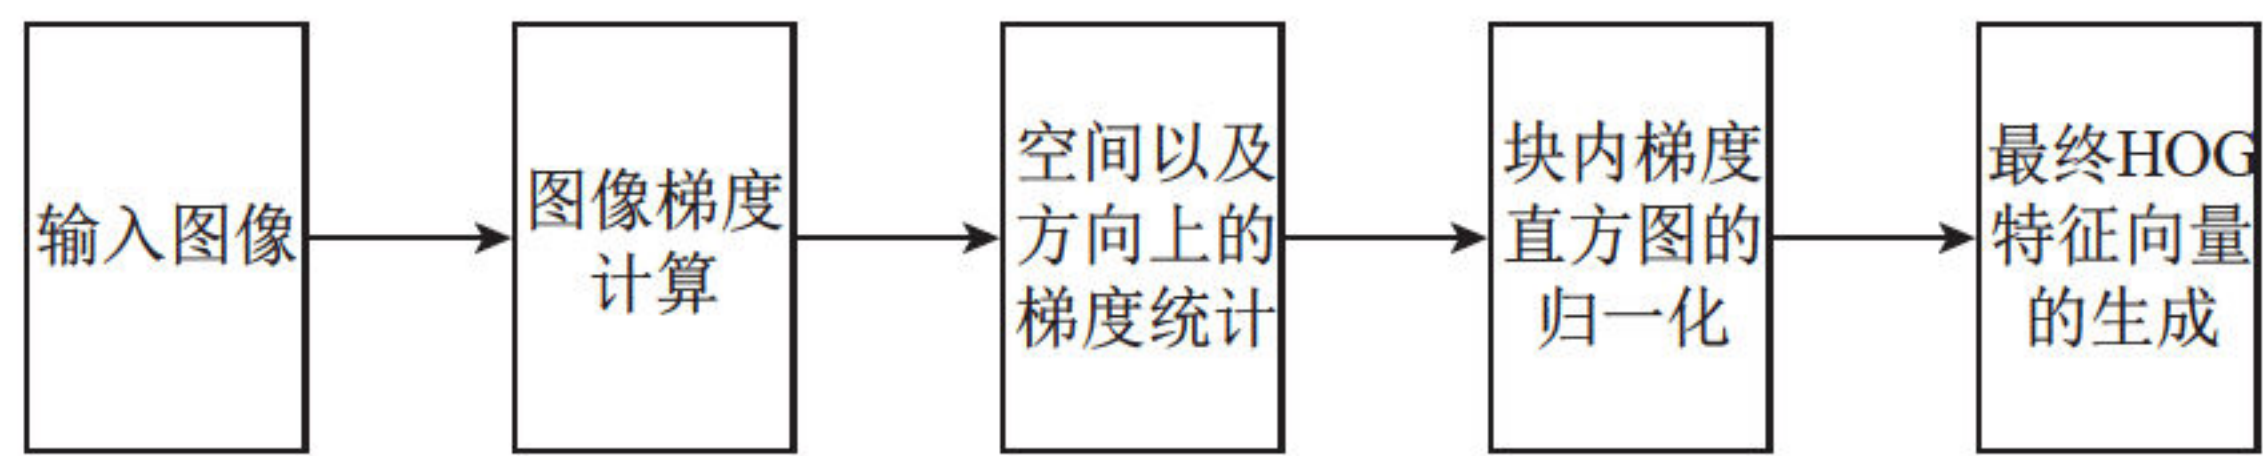 输入图像
图像梯度
计算
空间以及
方向上的
梯度统计
块内梯度
直方图的
归一化
最终HOG
特征向量
的生成